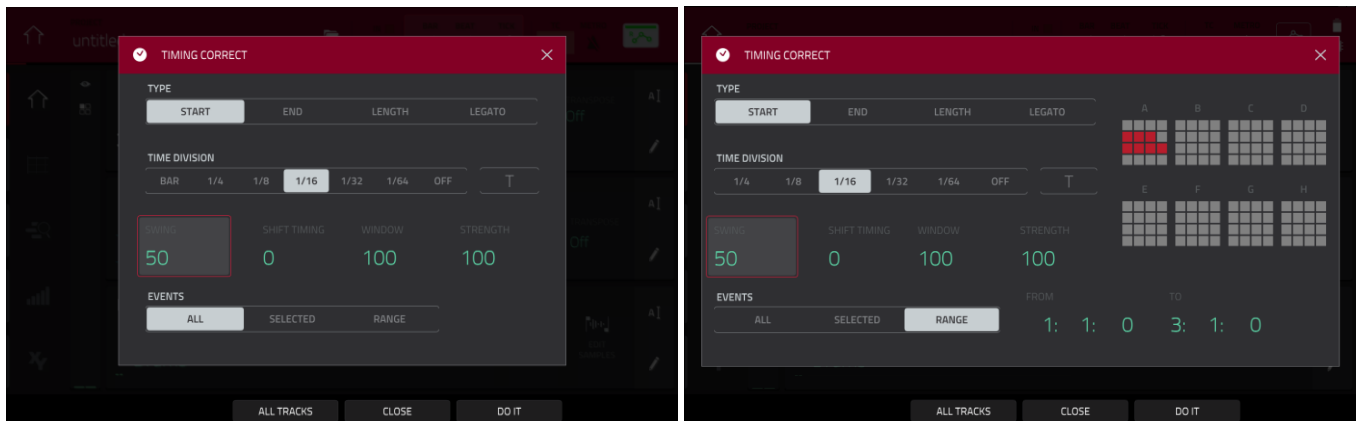 untitle
TIMING CORRECT
TYPE
START END LENGTH LEGATO
TIME DIVISION
BAR 1/4 1/8 1/16 1/32 1/64 OFF T
SWING SHIFT TIMING WINDOW STRENGTH
50 0 100 100
EVENTS
ALL SELECTED RANGE
Off
Off
ALL TRACKS CLOSE DO IT
TIMING CORRECT
TYPE
START END LENGTH LEGATO
TIME DIVISION
1/4 1/8 1/16 1/32 1/64 OFF T
SWING SHIFT TIMING WINDOW STRENGTH
50 0 100 100
EVENTS
ALL SELECTED RANGE
A B C D
E F G H
FROM TO
1: 1: 0 3: 1: 0
ALL TRACKS CLOSE DO IT